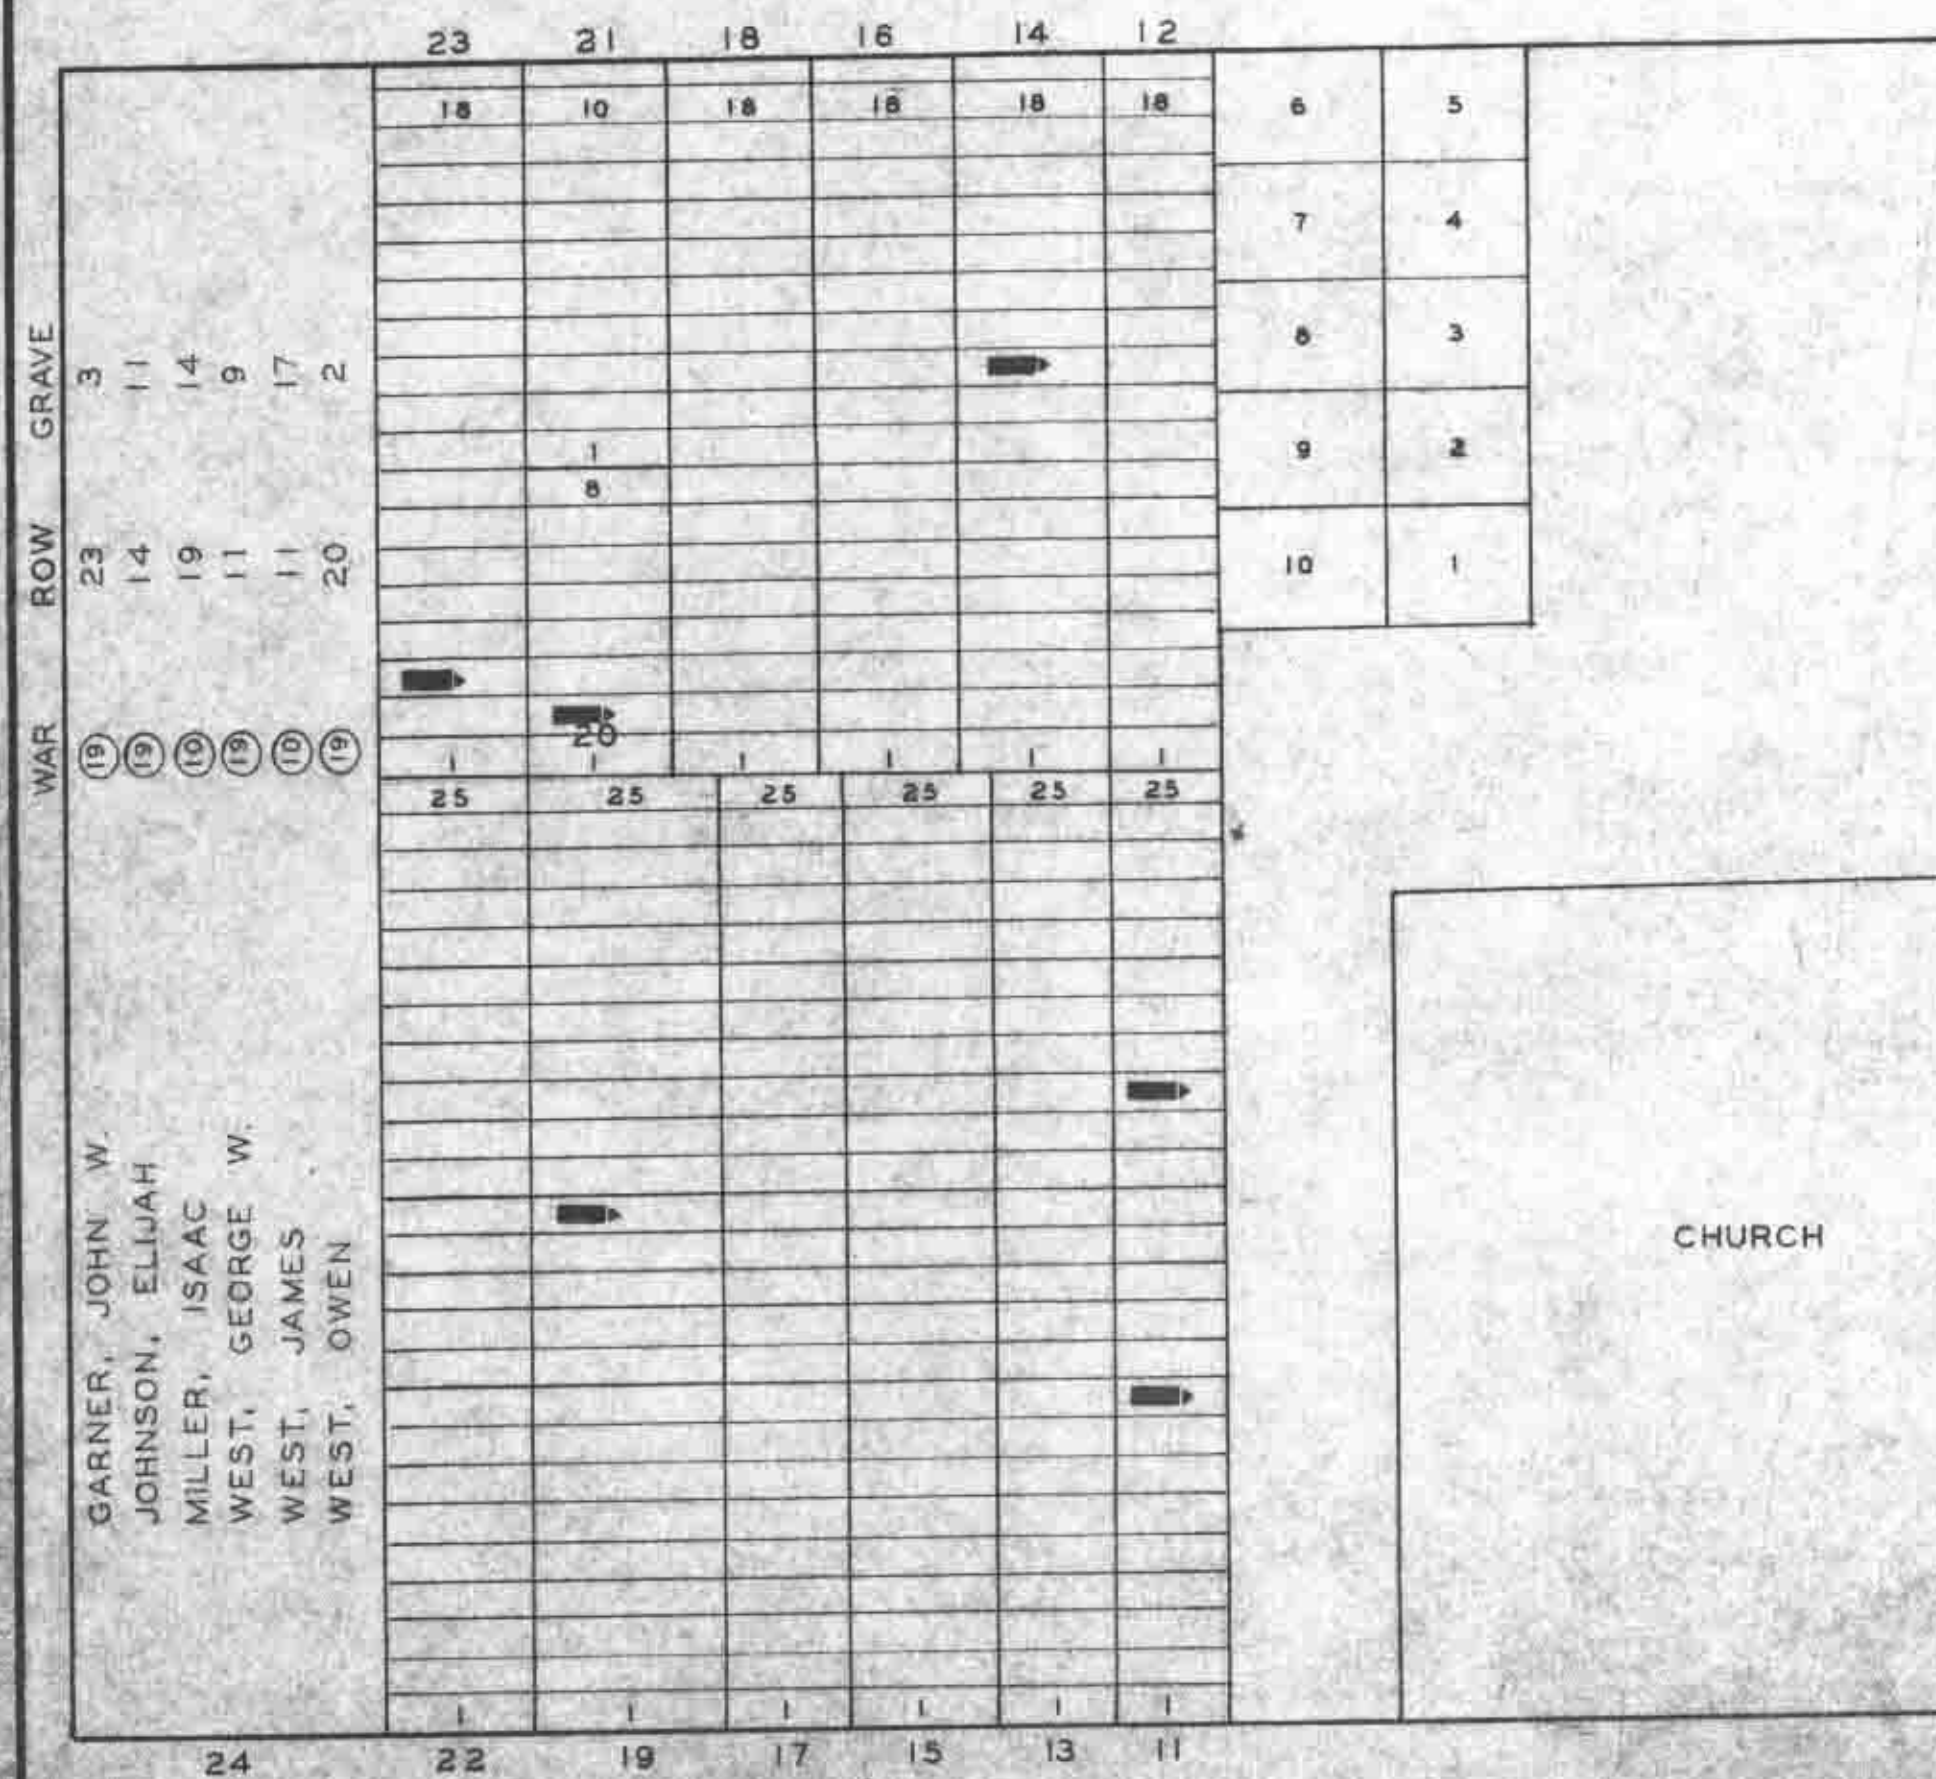 23 21 18 16 14 12
18 10 18 18 18 18
6 5
7 4
8 3
9 2
10 1
1
8
20
1 1 1 1 1 1
25 25 25 25 25 25
1 1 1 1 1 1
24 22 19 17 15 13 11
CHURCH
WAR ROW GRAVE
GARNER, JOHN W. 19 23 3
JOHNSON, ELIJAH 19 14 11
MILLER, ISAAC 10 19 14
WEST, GEORGE W. 19 11 9
WEST, JAMES 10 11 17
WEST, OWEN 19 20 2